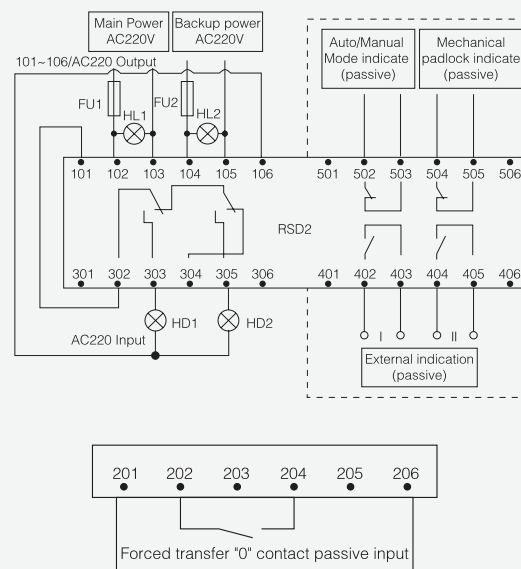 Main Power
AC220V
Backup power
AC220V
Auto/Manual
Mode indicate
(passive)
Mechanical
padlock indicate
(passive)
101~106/AC220 Output
FU1
HL1
FU2
HL2
101 102 103 104 105 106
501 502 503 504 505 506
RSD2
301 302 303 304 305 306
401 402 403 404 405 406
HD1
HD2
AC220 Input
I
II
External indication
(passive)
201 202 203 204 205 206
Forced transfer "0" contact passive input